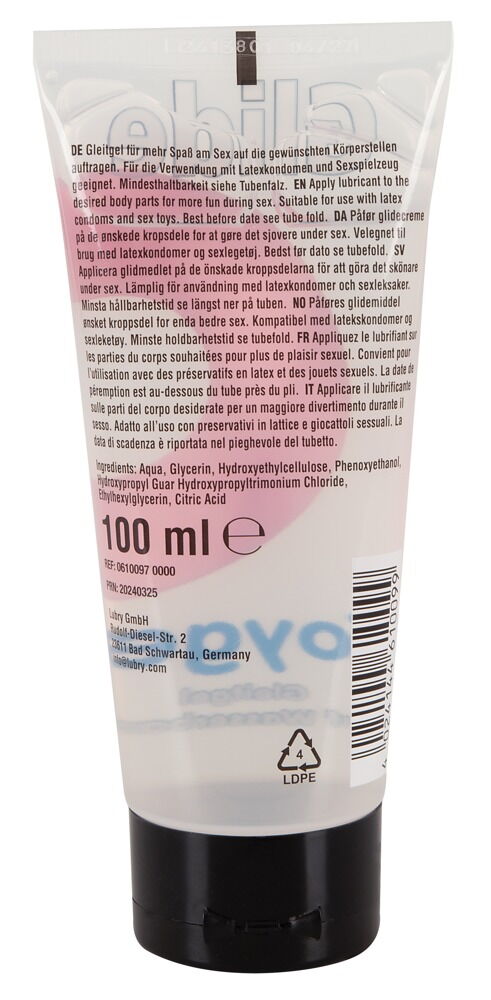 DE Gleitgel für mehr Spaß am Sex auf die gewünschten Körperstellen
auftragen. Für die Verwendung mit Latexkondomen und Sexspielzeug
geeignet. Mindesthaltbarkeit siehe Tubenfalz. EN Apply lubricant to the
desired body parts for more fun during sex. Suitable for use with latex
condoms and sex toys. Best before date see tube fold. DA Påfør glidecreme
på de ønskede kropsdele for at gøre det sjovere under sex. Velegnet til
brug med latexkondomer og sexlegetøj. Bedst før dato se tubefold. SV
Applicera glidmedlet på de önskade kroppsdelarna för att göra det skönare
under sex. Lämplig för användning med latexkondomer och sexleksaker.
Minsta hållbarhetstid se längst ner på tuben. NO Påføres glidemiddel
ønsket kroppsdel for enda bedre sex. Kompatibel med latekskondomer og
sexleketøy. Minste holdbarhetstid se tubefold. FR Appliquez le lubrifiant sur
les parties du corps souhaitées pour plus de plaisir sexuel. Convient pour
l'utilisation avec des préservatifs en latex et des jouets sexuels. La date de
péremption est au-dessous du tube près du pli. IT Applicare il lubrificante
sulle parti del corpo desiderate per un maggiore divertimento durante il
sesso. Adatto all'uso con preservativi in lattice e giocattoli sessuali. La
data di scadenza è riportata nel pieghevole del tubetto.
Ingredients: Aqua, Glycerin, Hydroxyethylcellulose, Phenoxyethanol,
Hydroxypropyl Guar Hydroxypropyltrimonium Chloride,
Ethylhexylglycerin, Citric Acid
100 ml ℮
REF: 0610097 0000
PRN: 20240325
Lubry GmbH
Rudolf-Diesel-Str. 2
23611 Bad Schwartau, Germany
info@lubry.com
4
LDPE
4 024144 610099